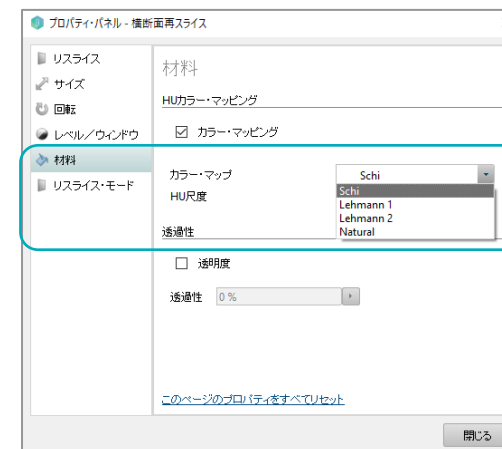 プロパティ・パネル - 横断面再スライス
リスライス
サイズ
回転
レベル／ウィンドウ
材料
リスライス・モード
材料
HUカラー・マッピング
カラー・マッピング
カラー・マップ
Schi
HU尺度
Schi
Lehmann 1
Lehmann 2
Natural
透過性
透明度
透過性
0 %
このページのプロパティをすべてリセット
閉じる